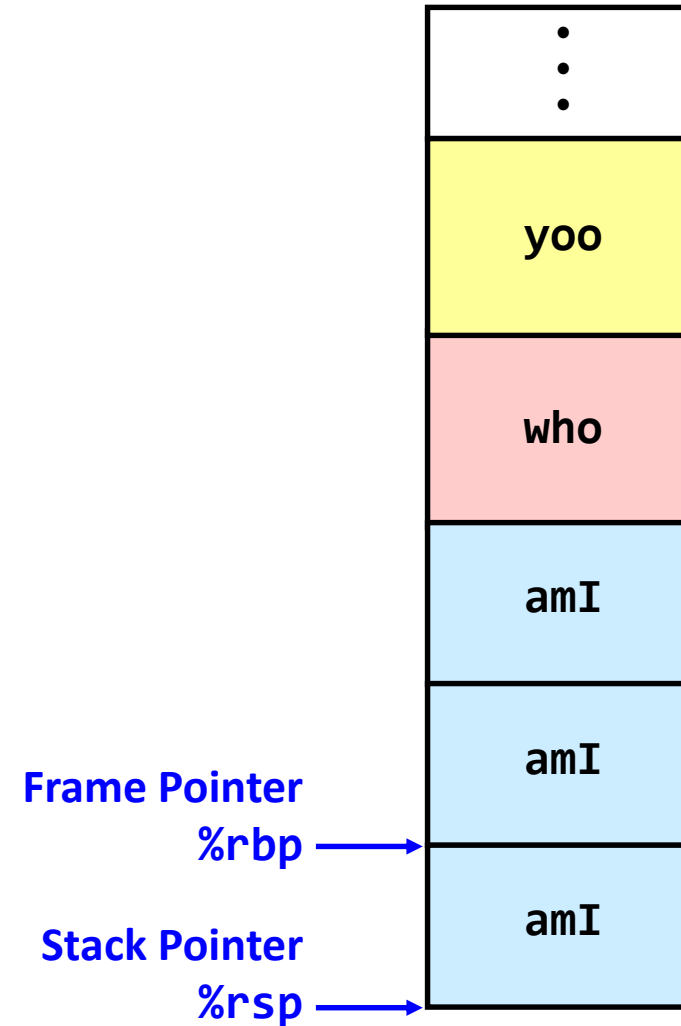 yoo
who
amI
amI
Frame Pointer
%rbp
amI
Stack Pointer
%rsp